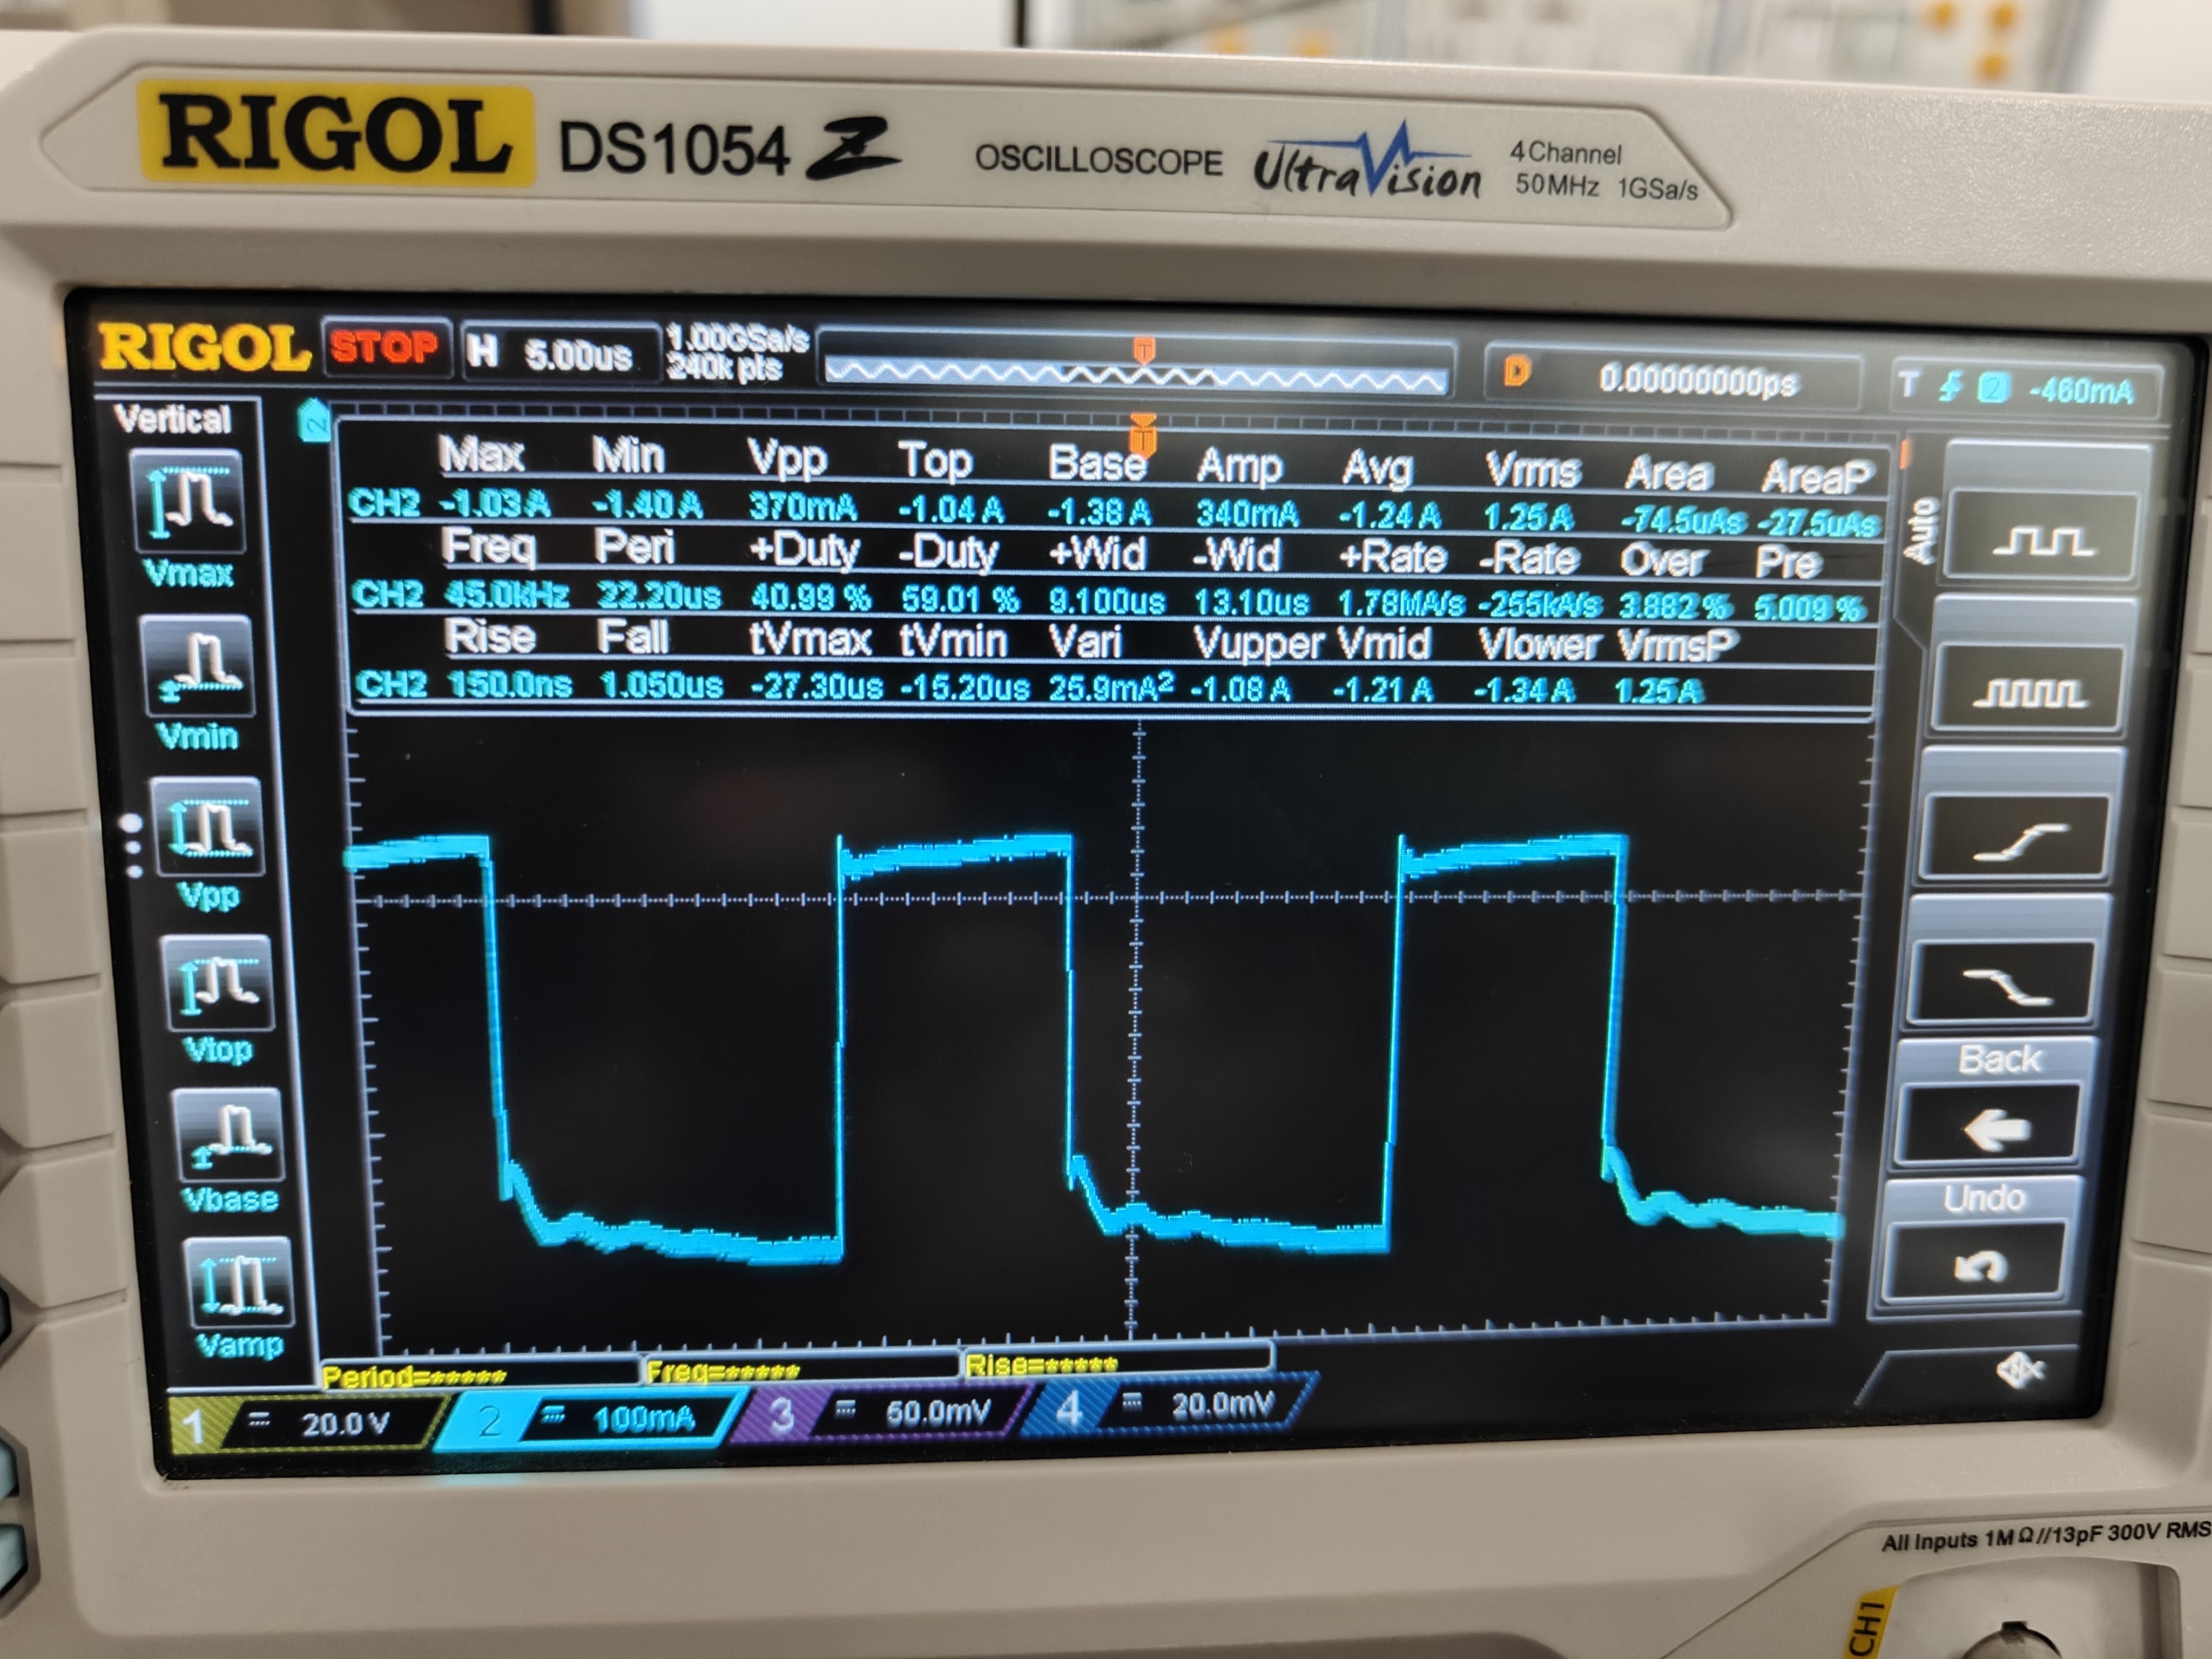 RIGOL DS1054Z OSCILLOSCOPE UltraVision 4 Channel
50MHz 1GSa/s
RIGOL STOP H 5.00us 1.00GSa/s
240k pts
T
D 0.00000000ps T 2 -460mA
Vertical
2
T
Max Min Vpp Top Base Amp Avg Vrms Area AreaP
CH2 -1.03A -1.40A 370mA -1.04A -1.38A 340mA -1.24A 1.25A -74.5uAs -27.5uAs
Freq Peri +Duty -Duty +Wid -Wid +Rate -Rate Over Pre
CH2 45.0kHz 22.20us 40.99% 59.01% 9.100us 13.10us 1.78MA/s -255kA/s 3.882% 5.009%
Rise Fall tVmax tVmin Vari Vupper Vmid Vlower VrmsP
CH2 150.0ns 1.050us -27.30us -15.20us 25.9mA² -1.08A -1.21A -1.34A 1.25A
Vmax
Vmin
Vpp
Vtop
Vbase
Vamp
Auto
Back
Undo
Period=***** Freq=***** Rise=*****
1 20.0V 2 100mA 3 50.0mV 4 20.0mV
All Inputs 1MΩ//13pF 300V RMS
CH1